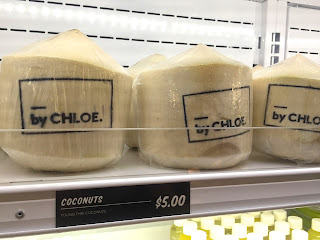 by CHLOE.
by CHLOE.
by CHLOE.
COCONUTS
YOUNG THAI COCONUTS
$5.00